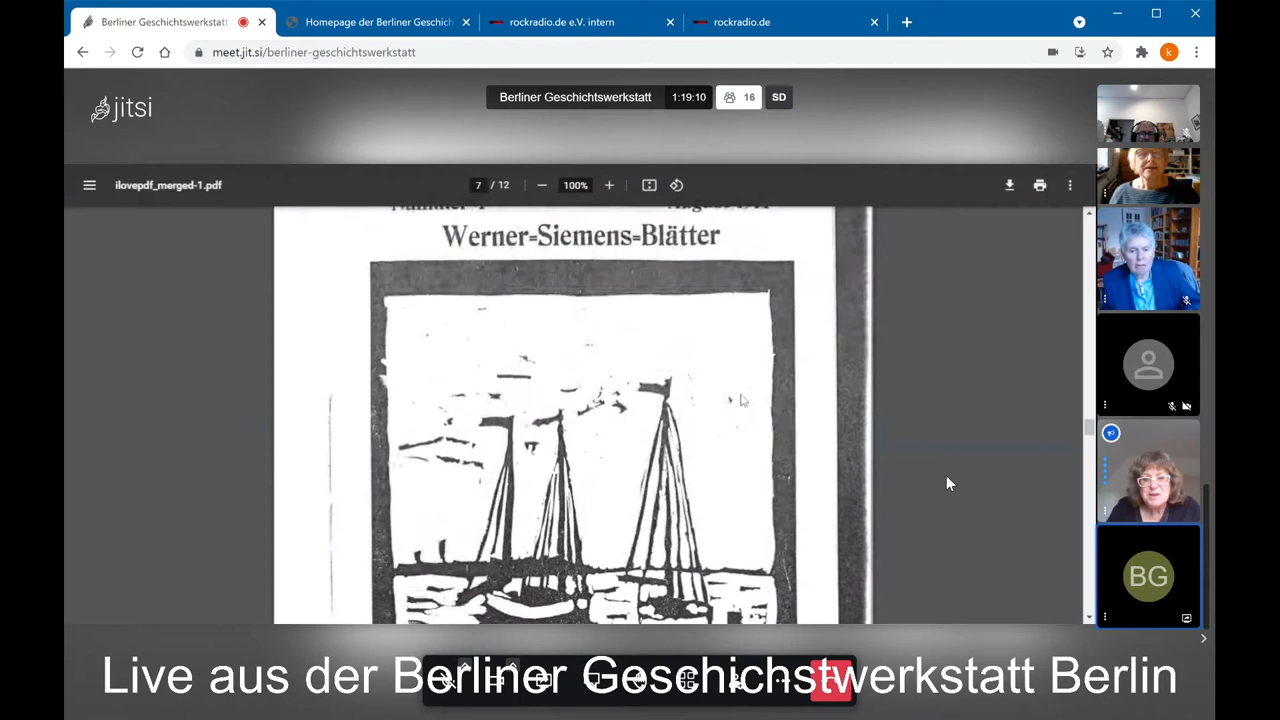 Berliner Geschichtswerkstatt
Homepage der Berliner Geschich
rockradio.de e.V. intern
rockradio.de
meet.jit.si/berliner-geschichtswerkstatt
k
jitsi
Berliner Geschichtswerkstatt
1:19:10
16
SD
ilovepdf_merged-1.pdf
7 / 12
100%
Werner=Siemens=Blätter
BG
Live aus der Berliner Geschichstwerkstatt Berlin